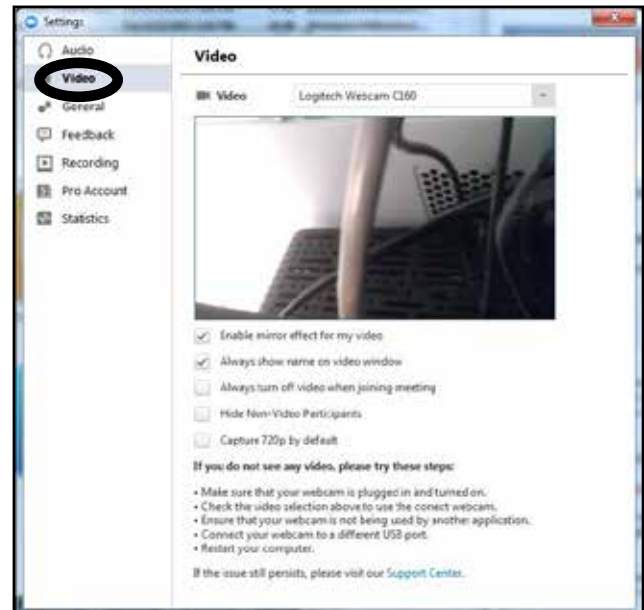 Settings
Audio
Video
General
Feedback
Recording
Pro Account
Statistics
Video
Video Logitech Webcam C160
Enable mirror effect for my video
Always show name on video window
Always turn off video when joining meeting
Hide Non-Video Participants
Capture 720p by default
If you do not see any video, please try these steps:
• Make sure that your webcam is plugged in and turned on.
• Check the video selection above to use the correct webcam.
• Ensure that your webcam is not being used by another application.
• Connect your webcam to a different USB port.
• Restart your computer.
If the issue still persists, please visit our Support Center.